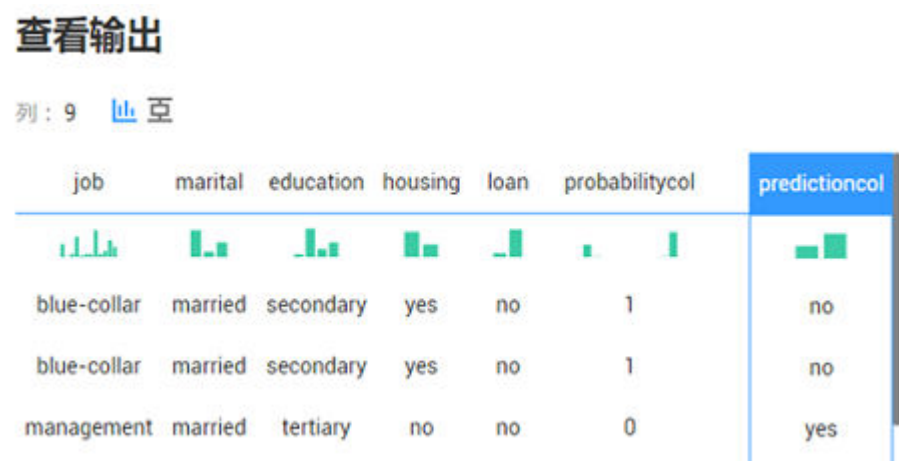 查看输出
列：9
job marital education housing loan probabilitycol predictioncol
blue-collar married secondary yes no 1 no
blue-collar married secondary yes no 1 no
management married tertiary no no 0 yes